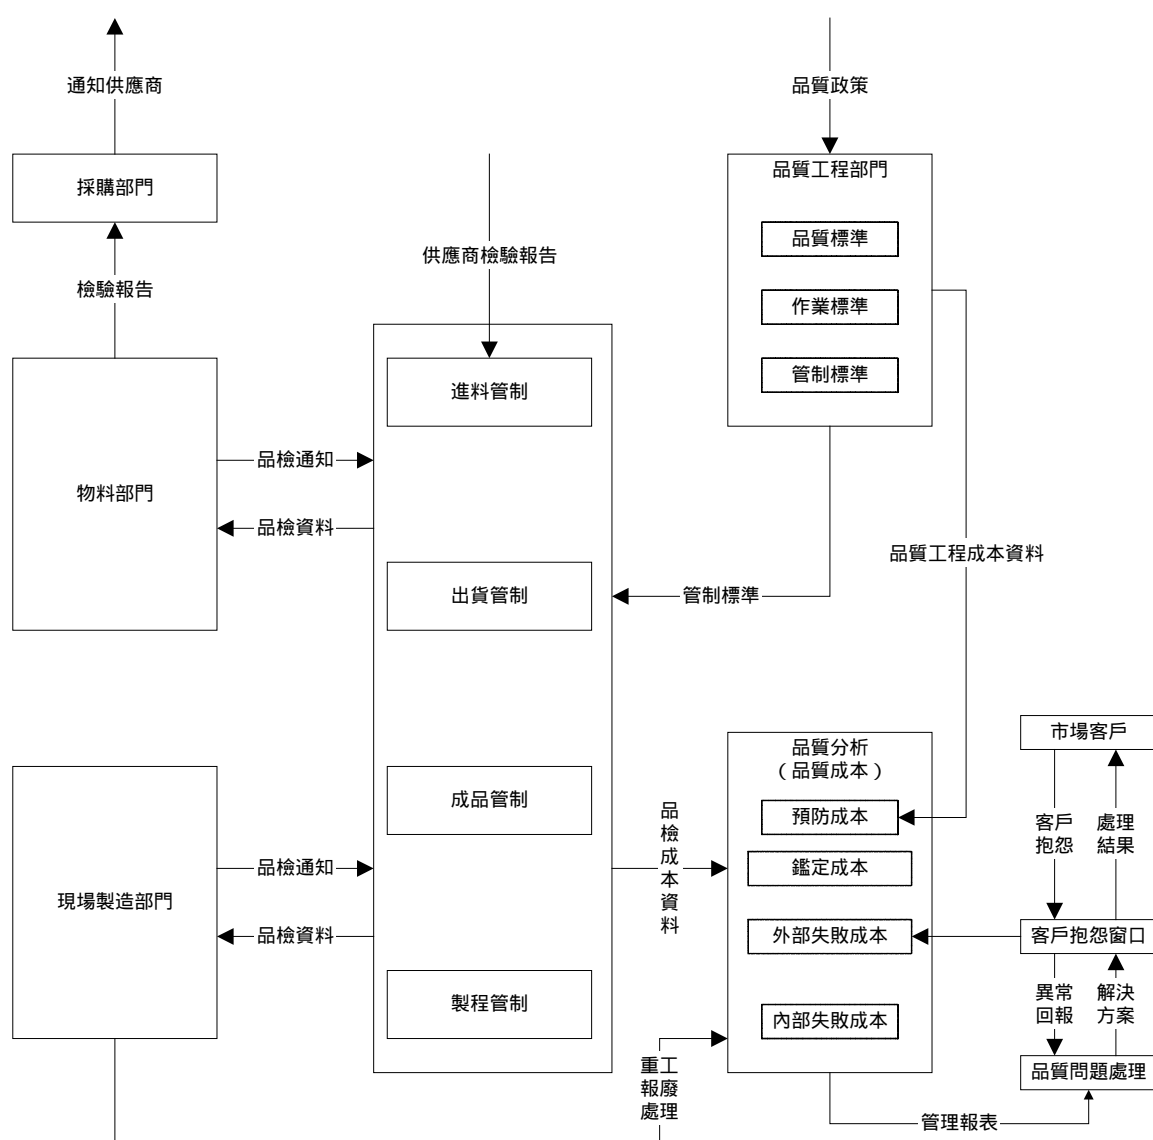 通知供應商
品質政策
採購部門
品質工程部門
品質標準
供應商檢驗報告
檢驗報告
作業標準
管制標準
進料管制
品檢通知
物料部門
品檢資料
品質工程成本資料
出貨管制
管制標準
市場客戶
品質分析
（品質成本）
成品管制
預防成本
品檢成本資料
客戶
抱怨
處理
結果
品檢通知
鑑定成本
現場製造部門
品檢資料
外部失敗成本
客戶抱怨窗口
製程管制
內部失敗成本
異常
回報
解決
方案
重工
報廢
處理
品質問題處理
管理報表